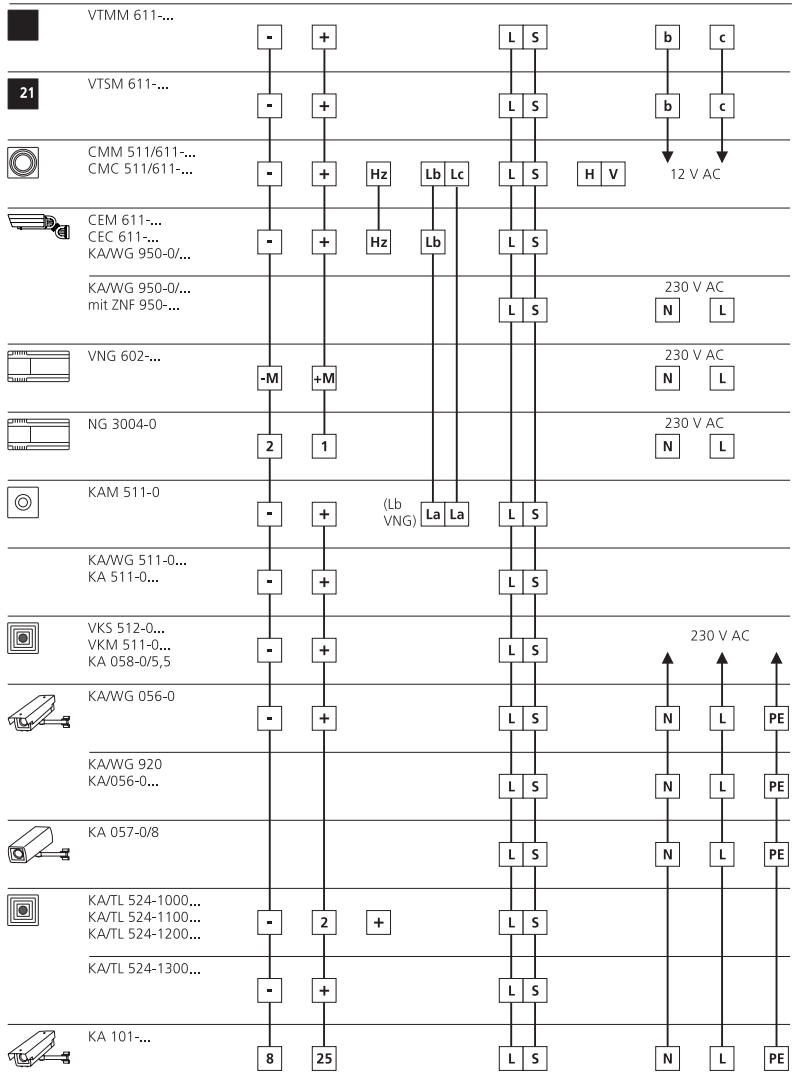 VTMM 611-...
- + L S b c
21
VTSM 611-...
- + L S b c
CMM 511/611-...
CMC 511/611-...
- + Hz Lb Lc L S H V 12 V AC
CEM 611-...
CEC 611-...
KA/WG 950-0/...
- + Hz Lb L S
KA/WG 950-0/...
mit ZNF 950-...
230 V AC
L S N L
VNG 602-...
230 V AC
-M +M N L
NG 3004-0
230 V AC
2 1 N L
KAM 511-0
(Lb
VNG)
- + La La L S
KA/WG 511-0...
KA 511-0...
- + L S
VKS 512-0...
VKM 511-0...
KA 058-0/5,5
230 V AC
- + L S
KA/WG 056-0
- + L S N L PE
KA/WG 920
KA/056-0...
L S N L PE
KA 057-0/8
L S N L PE
KA/TL 524-1000...
KA/TL 524-1100...
KA/TL 524-1200...
- 2 + L S
KA/TL 524-1300...
- + L S
KA 101-...
8 25 L S N L PE